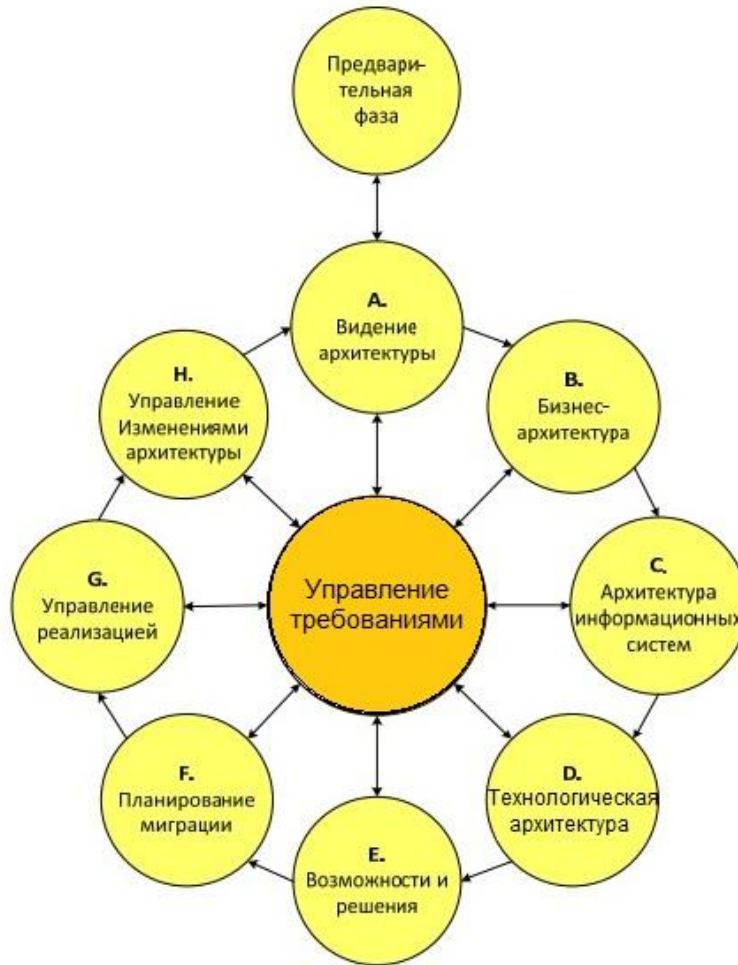 Предвари-
тельная
фаза
A.
Видение
архитектуры
B.
Бизнес-
архитектура
C.
Архитектура
информационных
систем
D.
Технологическая
архитектура
E.
Возможности и
решения
F.
Планирование
миграции
G.
Управление
реализацией
H.
Управление
Изменениями
архитектуры
Управление
требованиями